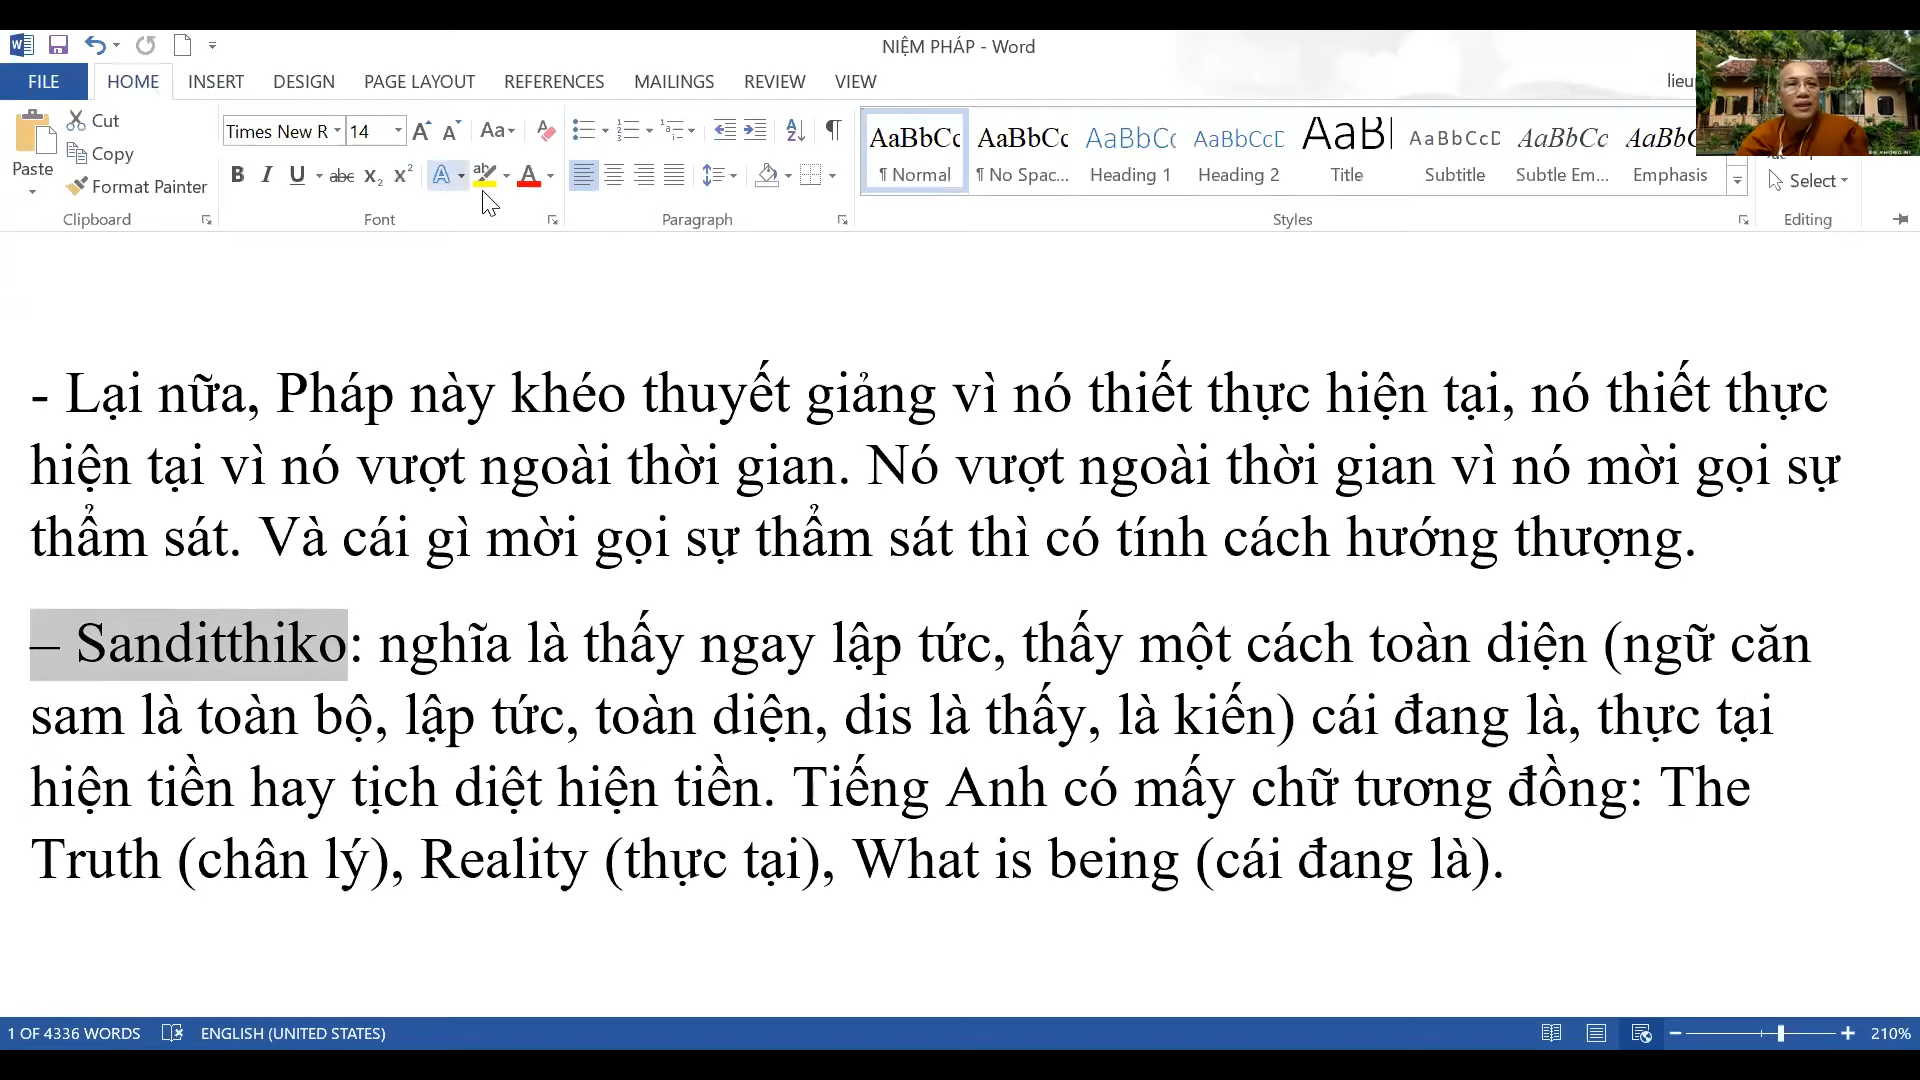 NIỆM PHÁP - Word
FILE HOME INSERT DESIGN PAGE LAYOUT REFERENCES MAILINGS REVIEW VIEW lieu
Cut
Copy
Format Painter
Paste
Clipboard
Times New R 14
Font
Paragraph
AaBbCc AaBbCc AaBbCc AaBbCcD AaB AaBbCcD AaBbCc AaBbC
¶ Normal ¶ No Spac... Heading 1 Heading 2 Title Subtitle Subtle Em... Emphasis
Styles
Select
Editing
- Lại nữa, Pháp này khéo thuyết giảng vì nó thiết thực hiện tại, nó thiết thực
hiện tại vì nó vượt ngoài thời gian. Nó vượt ngoài thời gian vì nó mời gọi sự
thẩm sát. Và cái gì mời gọi sự thẩm sát thì có tính cách hướng thượng.
– Sanditthiko: nghĩa là thấy ngay lập tức, thấy một cách toàn diện (ngữ căn
sam là toàn bộ, lập tức, toàn diện, dis là thấy, là kiến) cái đang là, thực tại
hiện tiền hay tịch diệt hiện tiền. Tiếng Anh có mấy chữ tương đồng: The
Truth (chân lý), Reality (thực tại), What is being (cái đang là).
1 OF 4336 WORDS ENGLISH (UNITED STATES) 210%